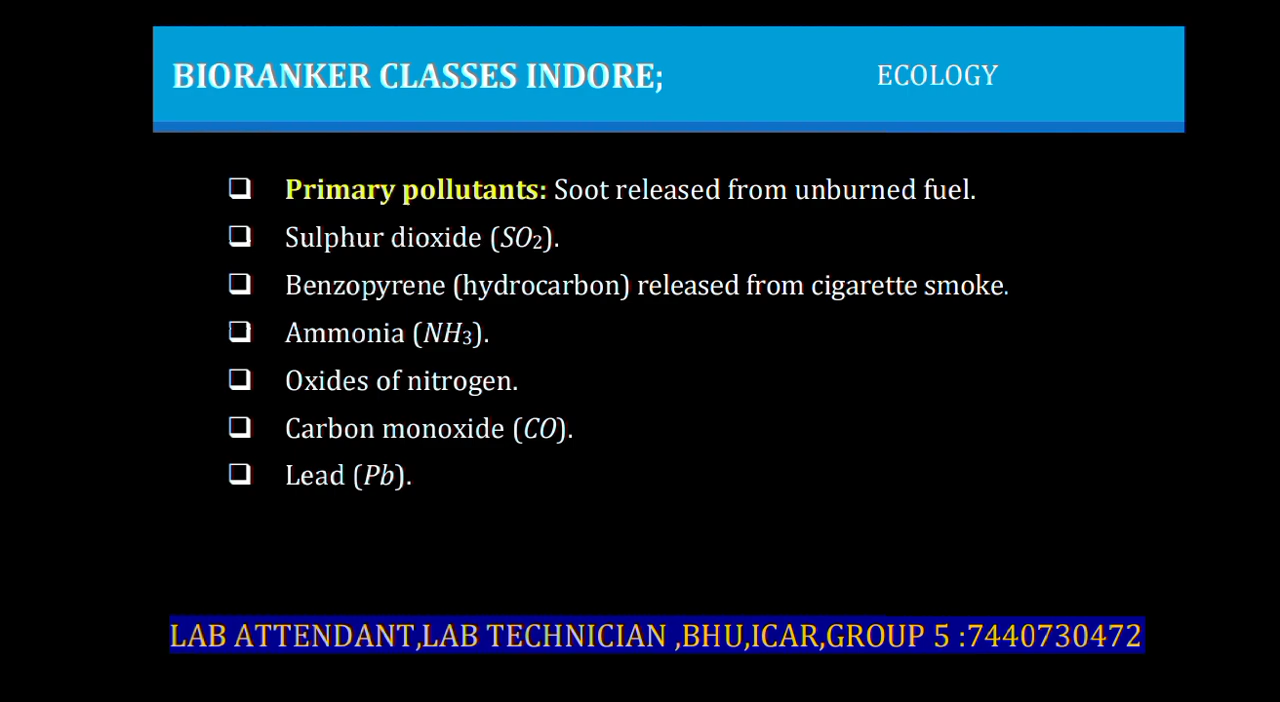 BIORANKER CLASSES INDORE;
ECOLOGY
Primary pollutants: Soot released from unburned fuel.
Sulphur dioxide (SO2).
Benzopyrene (hydrocarbon) released from cigarette smoke.
Ammonia (NH3).
Oxides of nitrogen.
Carbon monoxide (CO).
Lead (Pb).
LAB ATTENDANT,LAB TECHNICIAN ,BHU,ICAR,GROUP 5 :7440730472